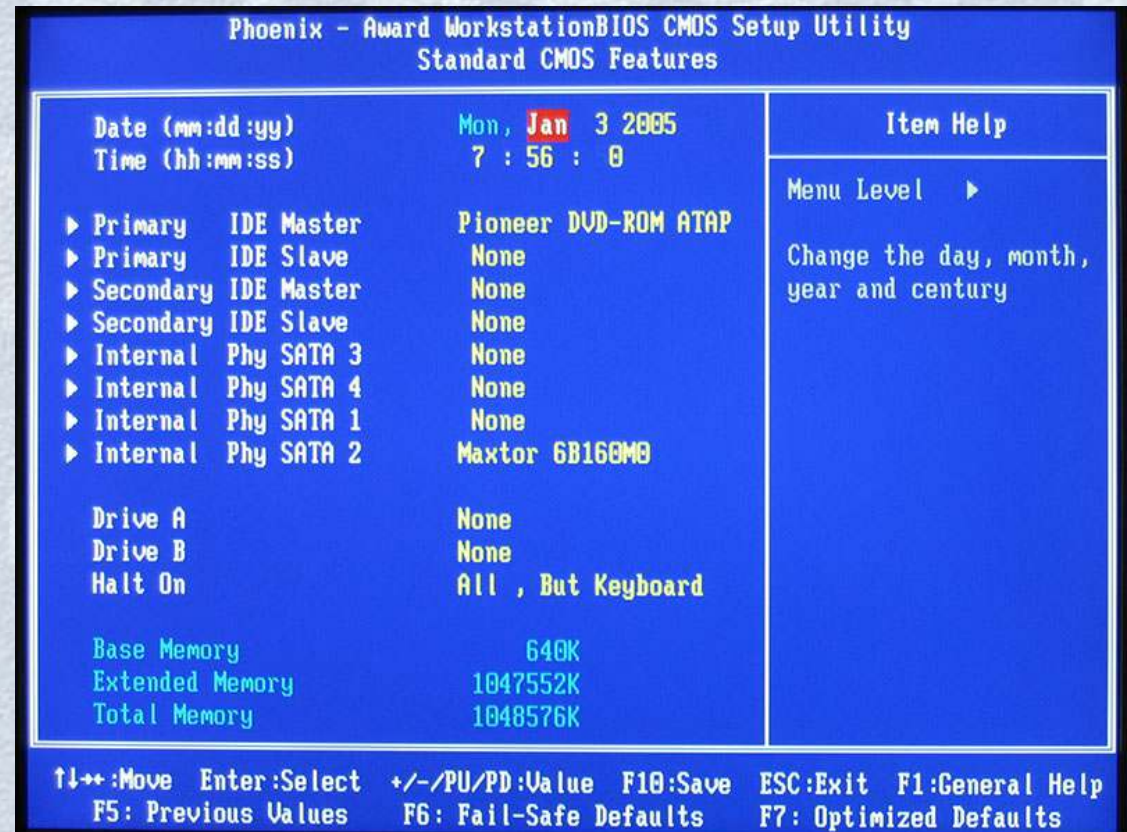 Phoenix - Award WorkstationBIOS CMOS Setup Utility
Standard CMOS Features
Date (mm:dd:yy) Mon, Jan 3 2005
Time (hh:mm:ss) 7 : 56 : 0
Primary IDE Master Pioneer DVD-ROM ATAP
Primary IDE Slave None
Secondary IDE Master None
Secondary IDE Slave None
Internal Phy SATA 3 None
Internal Phy SATA 4 None
Internal Phy SATA 1 None
Internal Phy SATA 2 Maxtor 6B160M0
Drive A None
Drive B None
Halt On All , But Keyboard
Base Memory 640K
Extended Memory 1047552K
Total Memory 1048576K
Item Help
Menu Level
Change the day, month,
year and century
↑↓→←:Move Enter:Select +/-/PU/PD:Value F10:Save ESC:Exit F1:General Help
F5: Previous Values F6: Fail-Safe Defaults F7: Optimized Defaults